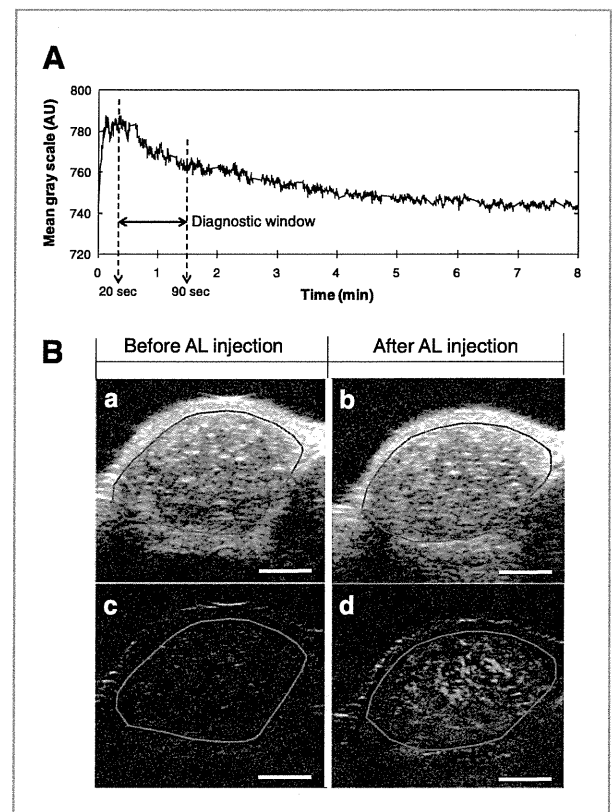 A
Mean gray scale (AU)
800
780
760
740
720
Diagnostic window
0 1 2 3 4 5 6 7 8
20 sec 90 sec
Time (min)
B
Before AL injection After AL injection
a b
c d